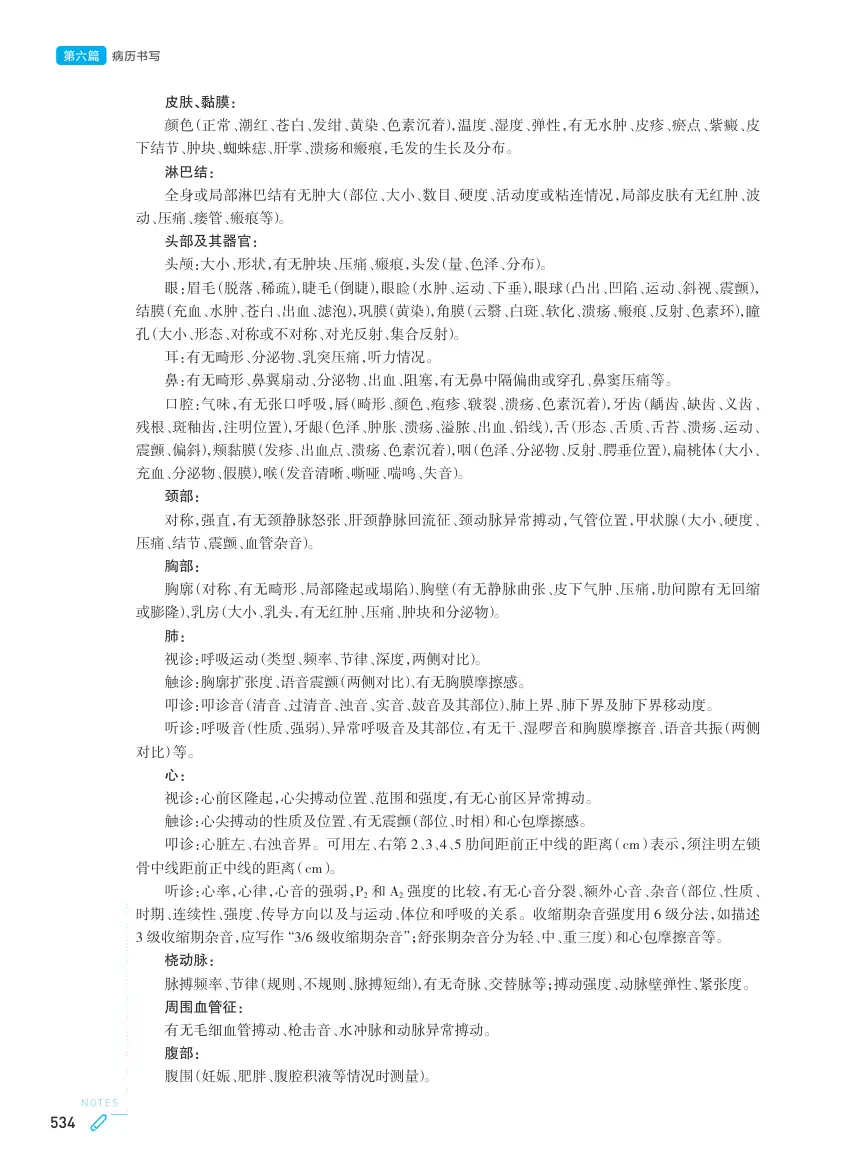 第六篇 病历书写
皮肤、黏膜：
颜色（正常、潮红、苍白、发绀、黄染、色素沉着），温度、湿度、弹性，有无水肿、皮疹、瘀点、紫癜、皮
下结节、肿块、蜘蛛痣、肝掌、溃疡和瘢痕，毛发的生长及分布。
淋巴结：
全身或局部淋巴结有无肿大（部位、大小、数目、硬度、活动度或粘连情况，局部皮肤有无红肿、波
动、压痛、瘘管、瘢痕等）。
头部及其器官：
头颅：大小、形状，有无肿块、压痛、瘢痕，头发（量、色泽、分布）。
眼：眉毛（脱落、稀疏），睫毛（倒睫），眼睑（水肿、运动、下垂），眼球（凸出、凹陷、运动、斜视、震颤），
结膜（充血、水肿、苍白、出血、滤泡），巩膜（黄染），角膜（云翳、白斑、软化、溃疡、瘢痕、反射、色素环），瞳
孔（大小、形态、对称或不对称、对光反射、集合反射）。
耳：有无畸形、分泌物、乳突压痛，听力情况。
鼻：有无畸形、鼻翼扇动、分泌物、出血、阻塞，有无鼻中隔偏曲或穿孔、鼻窦压痛等。
口腔：气味，有无张口呼吸，唇（畸形、颜色、疱疹、皲裂、溃疡、色素沉着），牙齿（龋齿、缺齿、义齿、
残根、斑釉齿，注明位置），牙龈（色泽、肿胀、溃疡、溢脓、出血、铅线），舌（形态、舌质、舌苔、溃疡、运动、
震颤、偏斜），颊黏膜（发疹、出血点、溃疡、色素沉着），咽（色泽、分泌物、反射、腭垂位置），扁桃体（大小、
充血、分泌物、假膜），喉（发音清晰、嘶哑、喘鸣、失音）。
颈部：
对称，强直，有无颈静脉怒张、肝颈静脉回流征、颈动脉异常搏动，气管位置，甲状腺（大小、硬度、
压痛、结节、震颤、血管杂音）。
胸部：
胸廓（对称、有无畸形、局部隆起或塌陷）、胸壁（有无静脉曲张、皮下气肿、压痛，肋间隙有无回缩
或膨隆）、乳房（大小、乳头，有无红肿、压痛、肿块和分泌物）。
肺：
视诊：呼吸运动（类型、频率、节律、深度，两侧对比）。
触诊：胸廓扩张度、语音震颤（两侧对比）、有无胸膜摩擦感。
叩诊：叩诊音（清音、过清音、浊音、实音、鼓音及其部位）、肺上界、肺下界及肺下界移动度。
听诊：呼吸音（性质、强弱）、异常呼吸音及其部位，有无干、湿啰音和胸膜摩擦音、语音共振（两侧
对比）等。
心：
视诊：心前区隆起，心尖搏动位置、范围和强度，有无心前区异常搏动。
触诊：心尖搏动的性质及位置、有无震颤（部位、时相）和心包摩擦感。
叩诊：心脏左、右浊音界。可用左、右第 2、3、4、5 肋间距前正中线的距离（cm）表示，须注明左锁
骨中线距前正中线的距离（cm）。
听诊：心率，心律，心音的强弱，P₂ 和 A₂ 强度的比较，有无心音分裂、额外心音、杂音（部位、性质、
时期、连续性、强度、传导方向以及与运动、体位和呼吸的关系。收缩期杂音强度用 6 级分法，如描述
3 级收缩期杂音，应写作 “3/6 级收缩期杂音”；舒张期杂音分为轻、中、重三度）和心包摩擦音等。
桡动脉：
脉搏频率、节律（规则、不规则、脉搏短绌），有无奇脉、交替脉等；搏动强度、动脉壁弹性、紧张度。
周围血管征：
有无毛细血管搏动、枪击音、水冲脉和动脉异常搏动。
腹部：
腹围（妊娠、肥胖、腹腔积液等情况时测量）。
NOTES
534